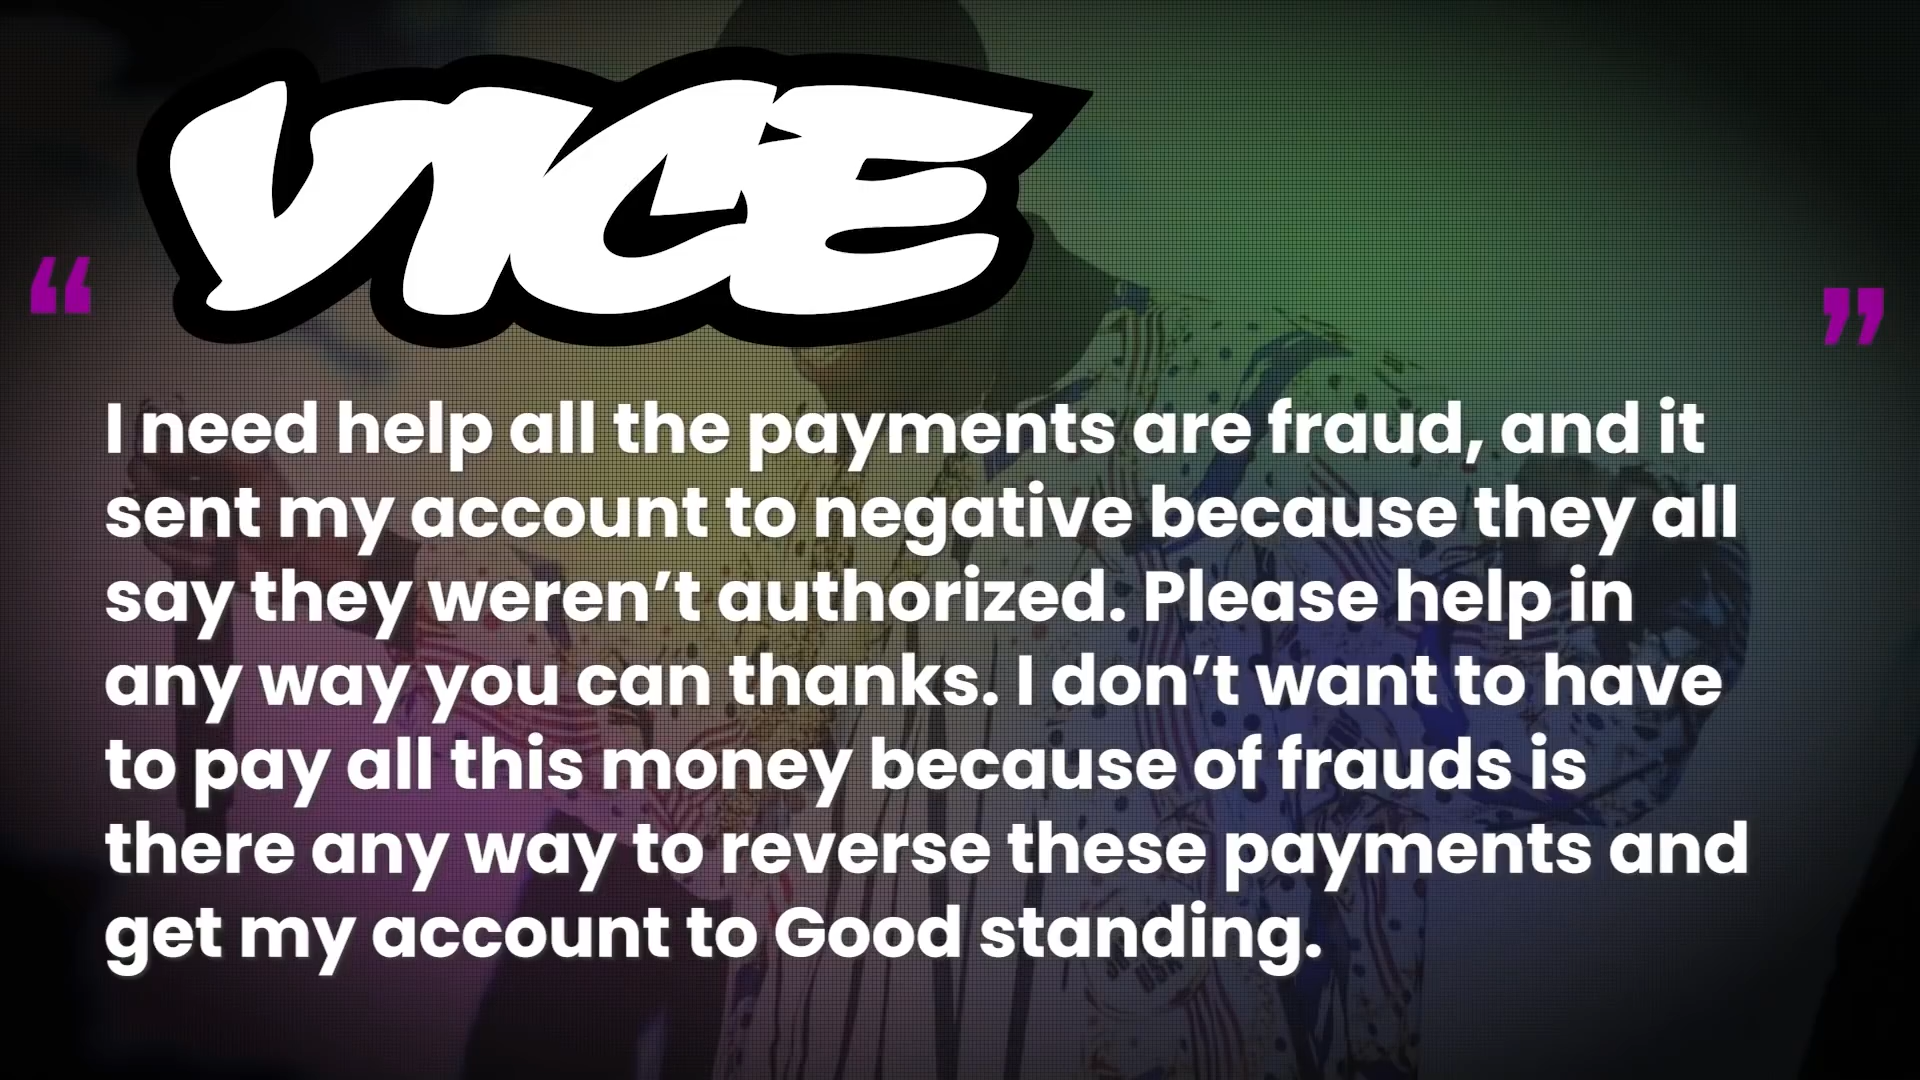 VICE
“ ”
I need help all the payments are fraud, and it
sent my account to negative because they all
say they weren’t authorized. Please help in
any way you can thanks. I don’t want to have
to pay all this money because of frauds is
there any way to reverse these payments and
get my account to Good standing.